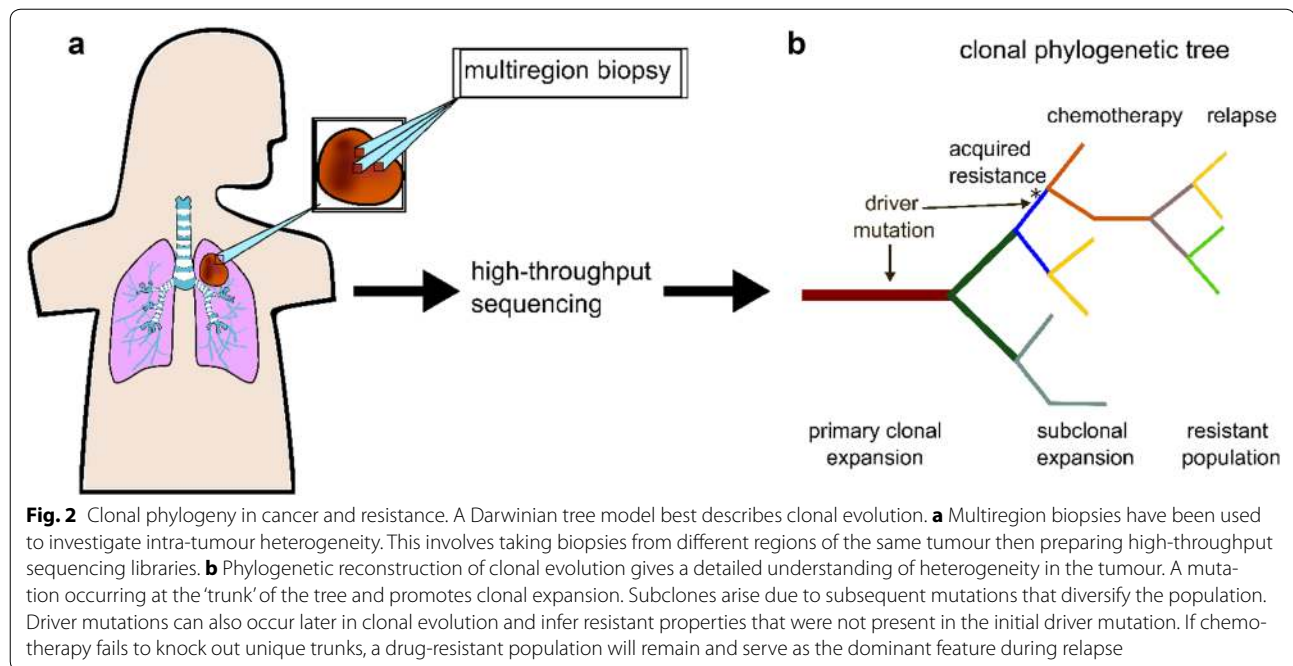 a
multiregion biopsy
high-throughput
sequencing
b
clonal phylogenetic tree
chemotherapy relapse
acquired
resistance
*
driver
mutation
primary clonal
expansion
subclonal
expansion
resistant
population
Fig. 2 Clonal phylogeny in cancer and resistance. A Darwinian tree model best describes clonal evolution. a Multiregion biopsies have been used
to investigate intra-tumour heterogeneity. This involves taking biopsies from different regions of the same tumour then preparing high-throughput
sequencing libraries. b Phylogenetic reconstruction of clonal evolution gives a detailed understanding of heterogeneity in the tumour. A muta-
tion occurring at the ‘trunk’ of the tree and promotes clonal expansion. Subclones arise due to subsequent mutations that diversify the population.
Driver mutations can also occur later in clonal evolution and infer resistant properties that were not present in the initial driver mutation. If chemo-
therapy fails to knock out unique trunks, a drug-resistant population will remain and serve as the dominant feature during relapse